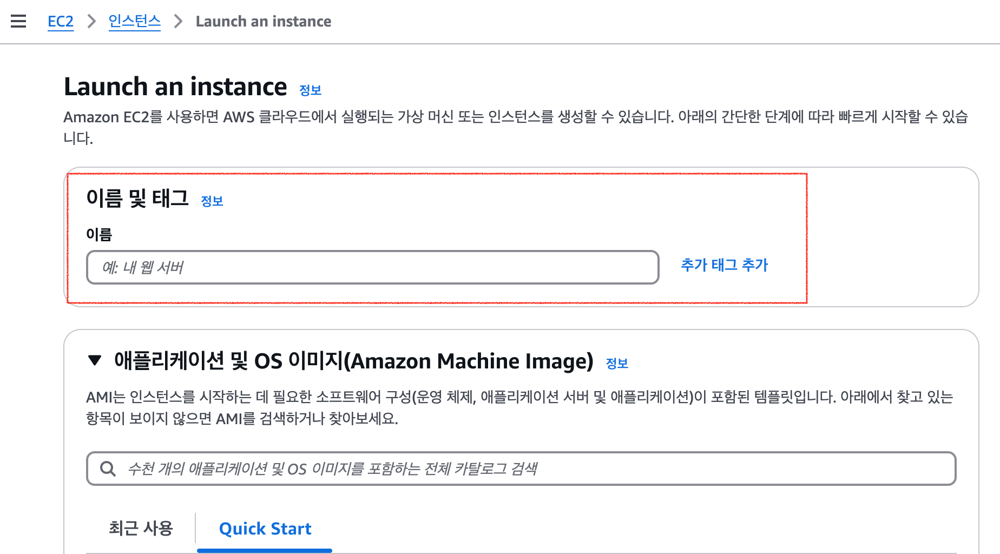 EC2 > 인스턴스 > Launch an instance
Launch an instance 정보
Amazon EC2를 사용하면 AWS 클라우드에서 실행되는 가상 머신 또는 인스턴스를 생성할 수 있습니다. 아래의 간단한 단계에 따라 빠르게 시작할 수 있습
니다.
이름 및 태그 정보
이름
예: 내 웹 서버
추가 태그 추가
애플리케이션 및 OS 이미지(Amazon Machine Image) 정보
AMI는 인스턴스를 시작하는 데 필요한 소프트웨어 구성(운영 체제, 애플리케이션 서버 및 애플리케이션)이 포함된 템플릿입니다. 아래에서 찾고 있는
항목이 보이지 않으면 AMI를 검색하거나 찾아보세요.
수천 개의 애플리케이션 및 OS 이미지를 포함하는 전체 카탈로그 검색
최근 사용
Quick Start